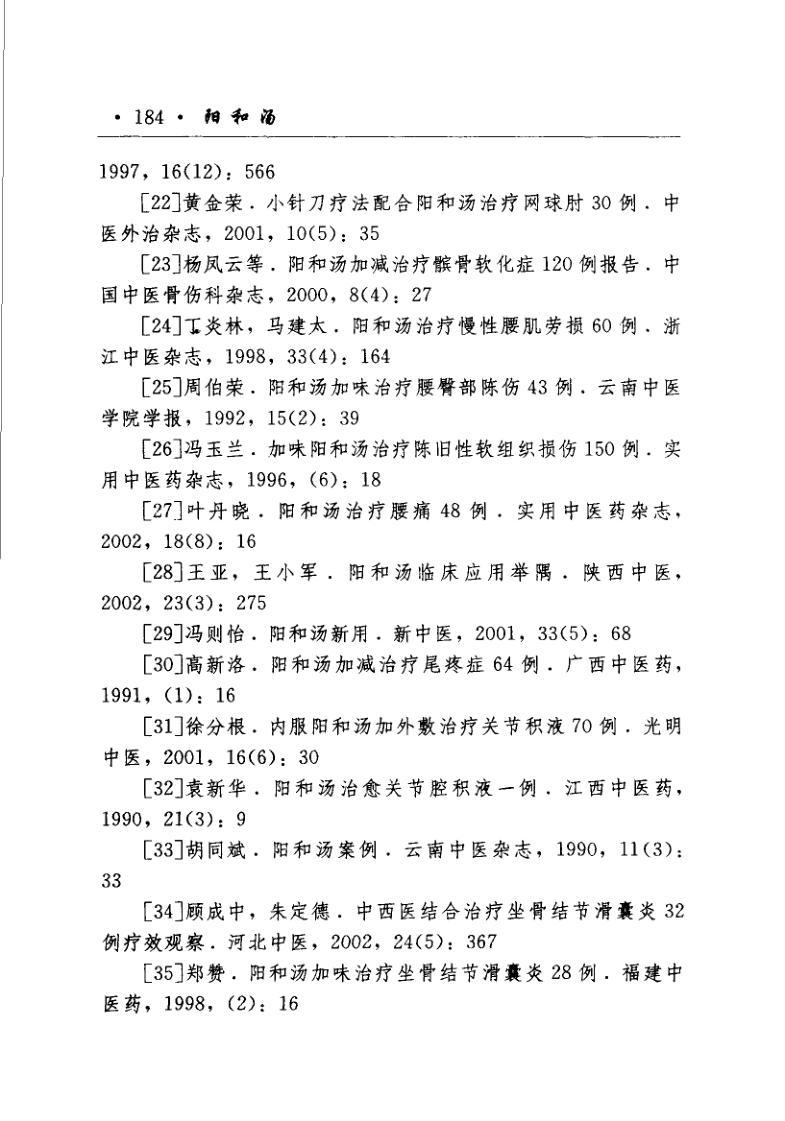 · 184 · 阳和汤
1997，16(12)：566
[22]黄金荣．小针刀疗法配合阳和汤治疗网球肘 30 例．中
医外治杂志，2001，10(5)：35
[23]杨凤云等．阳和汤加减治疗髌骨软化症 120 例报告．中
国中医骨伤科杂志，2000，8(4)：27
[24]丁炎林，马建太．阳和汤治疗慢性腰肌劳损 60 例．浙
江中医杂志，1998，33(4)：164
[25]周伯荣．阳和汤加味治疗腰臀部陈伤 43 例．云南中医
学院学报，1992，15(2)：39
[26]冯玉兰．加味阳和汤治疗陈旧性软组织损伤 150 例．实
用中医药杂志，1996，(6)：18
[27]叶丹晓．阳和汤治疗腰痛 48 例．实用中医药杂志，
2002，18(8)：16
[28]王亚，王小军．阳和汤临床应用举隅．陕西中医，
2002，23(3)：275
[29]冯则怡．阳和汤新用．新中医，2001，33(5)：68
[30]高新洛．阳和汤加减治疗尾疼症 64 例．广西中医药，
1991，(1)：16
[31]徐分根．内服阳和汤加外敷治疗关节积液 70 例．光明
中医，2001，16(6)：30
[32]袁新华．阳和汤治愈关节腔积液一例．江西中医药，
1990，21(3)：9
[33]胡同斌．阳和汤案例．云南中医杂志，1990，11(3)：
33
[34]顾成中，朱定德．中西医结合治疗坐骨结节滑囊炎 32
例疗效观察．河北中医，2002，24(5)：367
[35]郑赞．阳和汤加味治疗坐骨结节滑囊炎 28 例．福建中
医药，1998，(2)：16